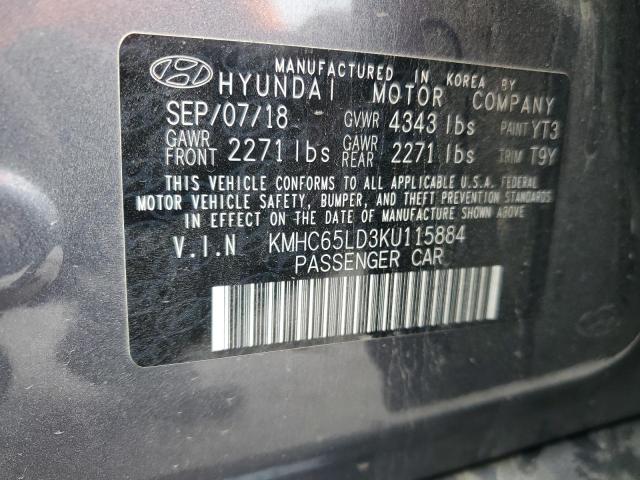 MANUFACTURED IN KOREA BY
HYUNDAI MOTOR COMPANY
SEP/07/18 GVWR 4343 lbs PAINT YT3
GAWR FRONT 2271 lbs GAWR REAR 2271 lbs TRIM T9Y
THIS VEHICLE CONFORMS TO ALL APPLICABLE U.S.A. FEDERAL
MOTOR VEHICLE SAFETY, BUMPER, AND THEFT PREVENTION STANDARDS
IN EFFECT ON THE DATE OF MANUFACTURE SHOWN ABOVE.
V.I.N KMHC65LD3KU115884
PASSENGER CAR